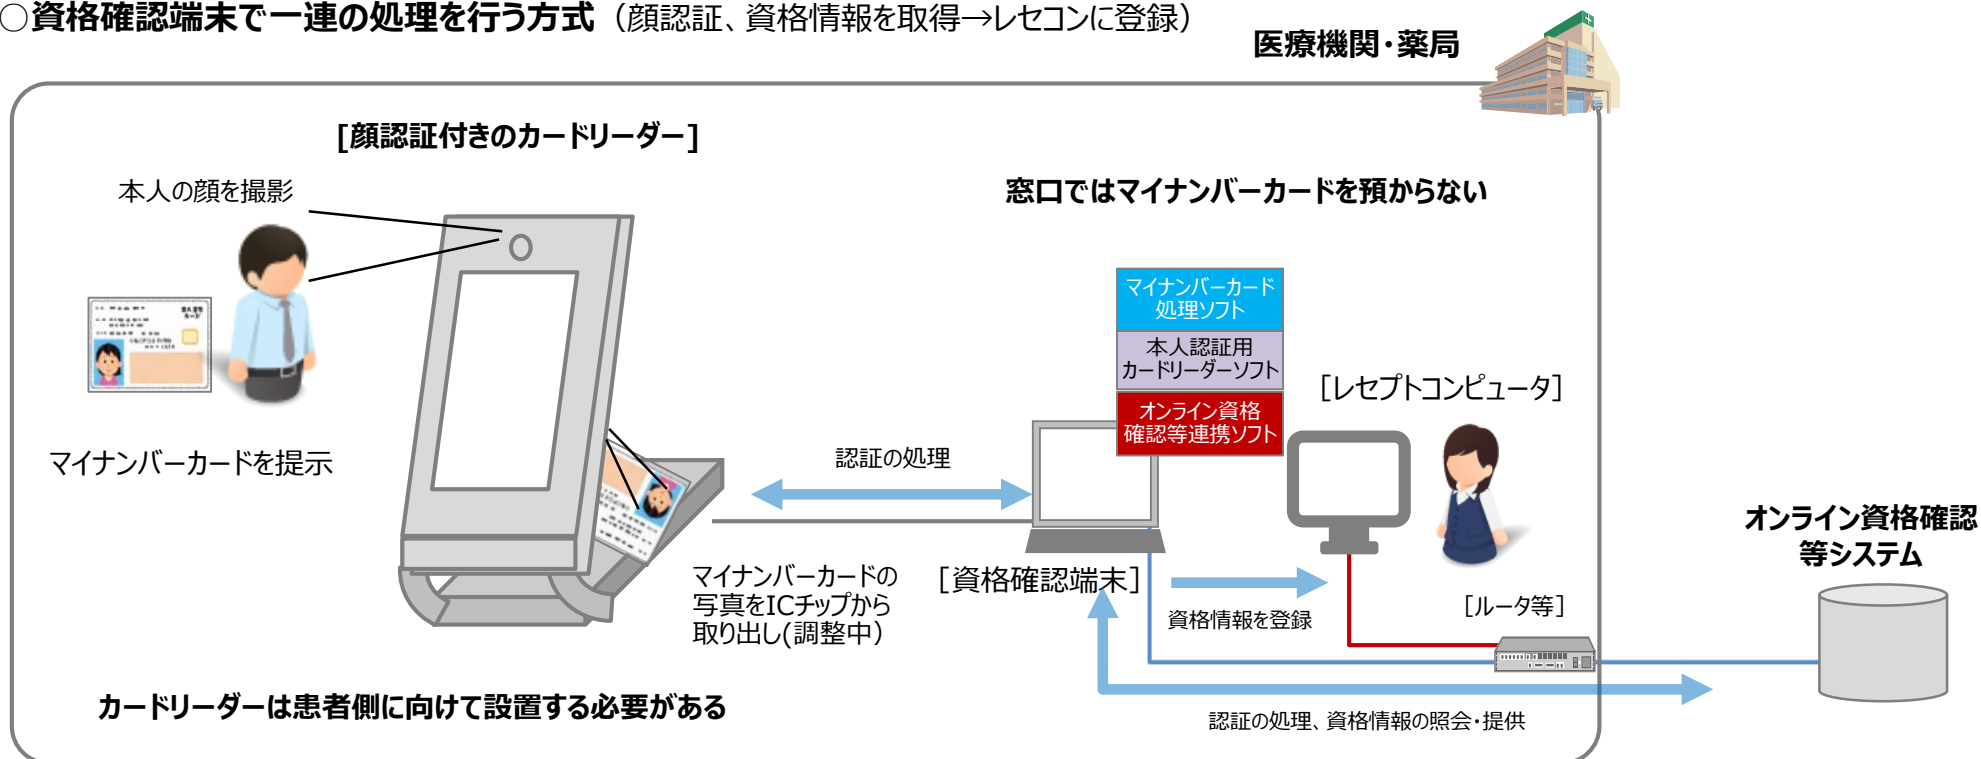 ○資格確認端末で一連の処理を行う方式（顔認証、資格情報を取得→レセコンに登録）
医療機関・薬局
[顔認証付きのカードリーダー]
本人の顔を撮影
窓口ではマイナンバーカードを預からない
マイナンバーカード
処理ソフト
本人認証用
カードリーダーソフト
オンライン資格
確認等連携ソフト
［レセプトコンピュータ］
マイナンバーカードを提示
認証の処理
オンライン資格確認
等システム
マイナンバーカードの
写真をICチップから
取り出し(調整中）
［資格確認端末］
資格情報を登録
［ルータ等］
カードリーダーは患者側に向けて設置する必要がある
認証の処理、資格情報の照会・提供